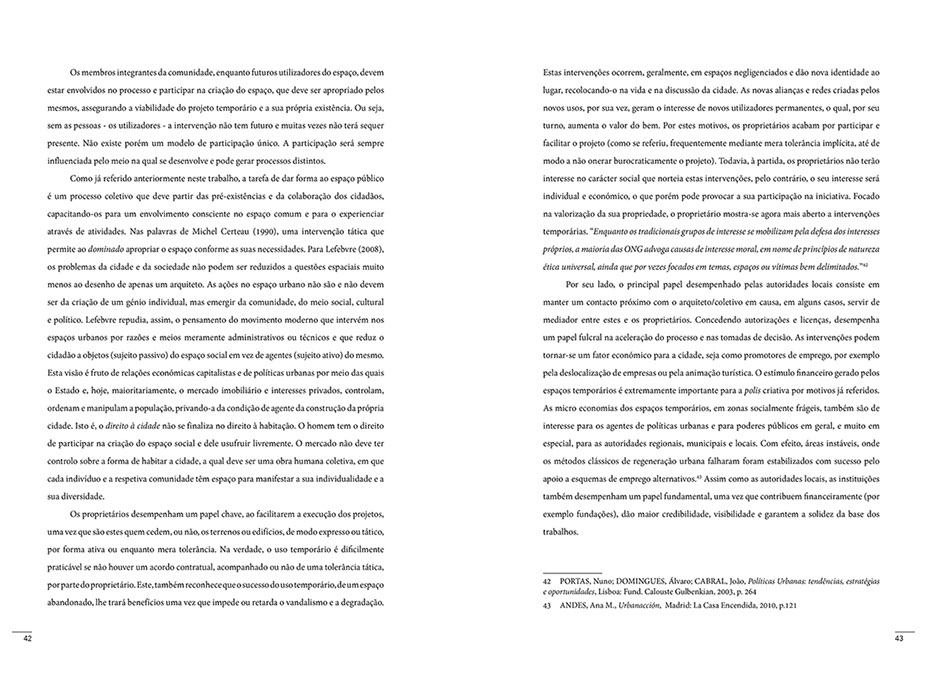 Os membros integrantes da comunidade, enquanto futuros utilizadores do espaço, devem
estar envolvidos no processo e participar na criação do espaço, que deve ser apropriado pelos
mesmos, assegurando a viabilidade do projeto temporário e a sua própria existência. Ou seja,
sem as pessoas - os utilizadores - a intervenção não tem futuro e muitas vezes não terá sequer
presente. Não existe porém um modelo de participação único. A participação será sempre
influenciada pelo meio na qual se desenvolve e pode gerar processos distintos.
Como já referido anteriormente neste trabalho, a tarefa de dar forma ao espaço público
é um processo coletivo que deve partir das pré-existências e da colaboração dos cidadãos,
capacitando-os para um envolvimento consciente no espaço comum e para o experienciar
através de atividades. Nas palavras de Michel Certeau (1990), uma intervenção tática que
permite ao dominado apropriar o espaço conforme as suas necessidades. Para Lefebvre (2008),
os problemas da cidade e da sociedade não podem ser reduzidos a questões espaciais muito
menos ao desenho de apenas um arquiteto. As ações no espaço urbano não são e não devem
ser da criação de um génio individual, mas emergir da comunidade, do meio social, cultural
e político. Lefebvre repudia, assim, o pensamento do movimento moderno que intervém nos
espaços urbanos por razões e meios meramente administrativos ou técnicos e que reduz o
cidadão a objetos (sujeito passivo) do espaço social em vez de agentes (sujeito ativo) do mesmo.
Esta visão é fruto de relações económicas capitalistas e de políticas urbanas por meio das quais
o Estado e, hoje, maioritariamente, o mercado imobiliário e interesses privados, controlam,
ordenam e manipulam a população, privando-a da condição de agente da construção da própria
cidade. Isto é, o direito à cidade não se finaliza no direito à habitação. O homem tem o direito
de participar na criação do espaço social e dele usufruir livremente. O mercado não deve ter
controlo sobre a forma de habitar a cidade, a qual deve ser uma obra humana coletiva, em que
cada indivíduo e a respetiva comunidade têm espaço para manifestar a sua individualidade e a
sua diversidade.
Os proprietários desempenham um papel chave, ao facilitarem a execução dos projetos,
uma vez que são estes quem cedem, ou não, os terrenos ou edifícios, de modo expresso ou tático,
por forma ativa ou enquanto mera tolerância. Na verdade, o uso temporário é dificilmente
praticável se não houver um acordo contratual, acompanhado ou não de uma tolerância tática,
por parte do proprietário. Este, também reconhece que o sucesso do uso temporário, de um espaço
abandonado, lhe trará benefícios uma vez que impede ou retarda o vandalismo e a degradação.
42
Estas intervenções ocorrem, geralmente, em espaços negligenciados e dão nova identidade ao
lugar, recolocando-o na vida e na discussão da cidade. As novas alianças e redes criadas pelos
novos usos, por sua vez, geram o interesse de novos utilizadores permanentes, o qual, por seu
turno, aumenta o valor do bem. Por estes motivos, os proprietários acabam por participar e
facilitar o projeto (como se referiu, frequentemente mediante mera tolerância implícita, até de
modo a não onerar burocraticamente o projeto). Todavia, à partida, os proprietários não terão
interesse no carácter social que norteia estas intervenções, pelo contrário, o seu interesse será
individual e económico, o que porém pode provocar a sua participação na iniciativa. Focado
na valorização da sua propriedade, o proprietário mostra-se agora mais aberto a intervenções
temporárias. "Enquanto os tradicionais grupos de interesse se mobilizam pela defesa dos interesses
próprios, a maioria das ONG advoga causas de interesse moral, em nome de princípios de natureza
ética universal, ainda que por vezes focados em temas, espaços ou vítimas bem delimitados."42
Por seu lado, o principal papel desempenhado pelas autoridades locais consiste em
manter um contacto próximo com o arquiteto/coletivo em causa, em alguns casos, servir de
mediador entre estes e os proprietários. Concedendo autorizações e licenças, desempenha
um papel fulcral na aceleração do processo e nas tomadas de decisão. As intervenções podem
tornar-se um fator económico para a cidade, seja como promotores de emprego, por exemplo
pela deslocalização de empresas ou pela animação turística. O estímulo financeiro gerado pelos
espaços temporários é extremamente importante para a polis criativa por motivos já referidos.
As micro economias dos espaços temporários, em zonas socialmente frágeis, também são de
interesse para os agentes de políticas urbanas e para poderes públicos em geral, e muito em
especial, para as autoridades regionais, municipais e locais. Com efeito, áreas instáveis, onde
os métodos clássicos de regeneração urbana falharam foram estabilizados com sucesso pelo
apoio a esquemas de emprego alternativos.43 Assim como as autoridades locais, as instituições
também desempenham um papel fundamental, uma vez que contribuem financeiramente (por
exemplo fundações), dão maior credibilidade, visibilidade e garantem a solidez da base dos
trabalhos.
42 PORTAS, Nuno; DOMINGUES, Álvaro; CABRAL, João, Políticas Urbanas: tendências, estratégias
e oportunidades, Lisboa: Fund. Calouste Gulbenkian, 2003, p. 264
43 ANDES, Ana M., Urbanacción, Madrid: La Casa Encendida, 2010, p.121
43